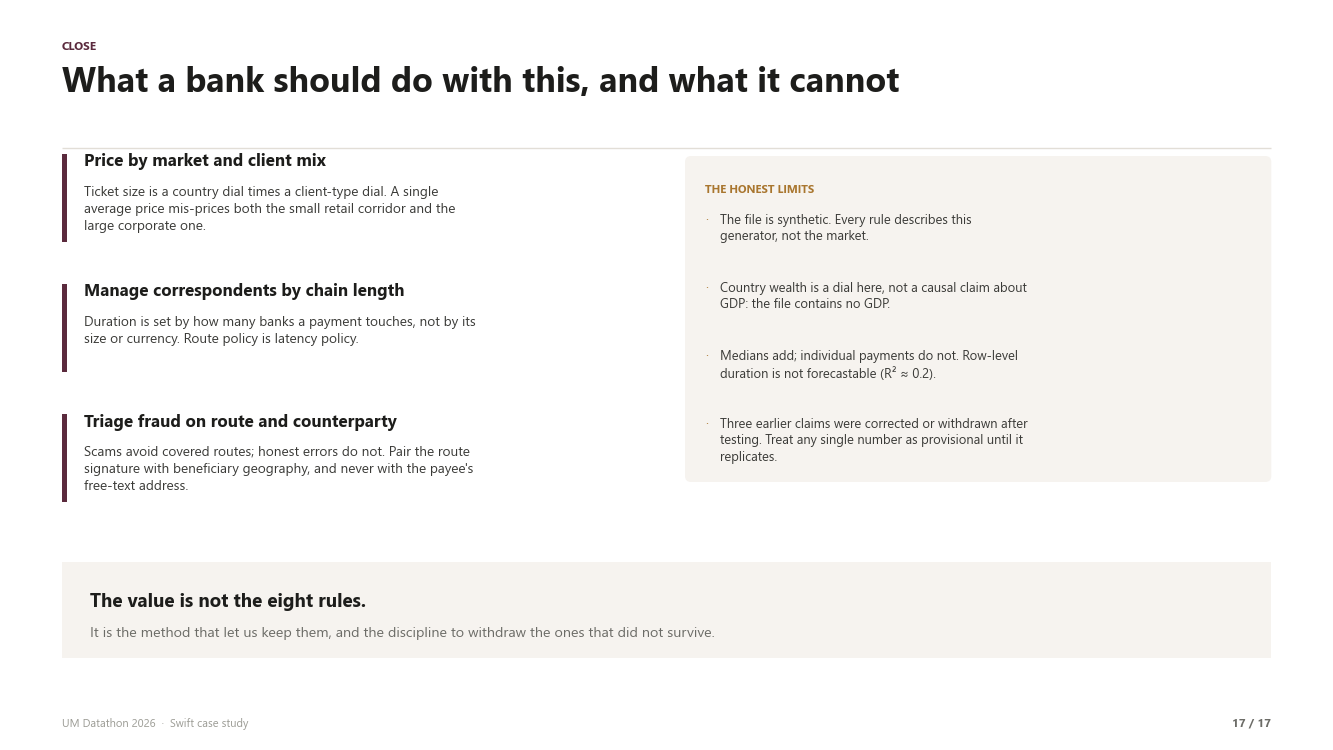 CLOSE
What a bank should do with this, and what it cannot
Price by market and client mix
Ticket size is a country dial times a client-type dial. A single
average price mis-prices both the small retail corridor and the
large corporate one.
Manage correspondents by chain length
Duration is set by how many banks a payment touches, not by its
size or currency. Route policy is latency policy.
Triage fraud on route and counterparty
Scams avoid covered routes; honest errors do not. Pair the route
signature with beneficiary geography, and never with the payee's
free-text address.
THE HONEST LIMITS
· The file is synthetic. Every rule describes this
generator, not the market.
· Country wealth is a dial here, not a causal claim about
GDP: the file contains no GDP.
· Medians add; individual payments do not. Row-level
duration is not forecastable (R² ≈ 0.2).
· Three earlier claims were corrected or withdrawn after
testing. Treat any single number as provisional until it
replicates.
The value is not the eight rules.
It is the method that let us keep them, and the discipline to withdraw the ones that did not survive.
UM Datathon 2026 · Swift case study
17 / 17